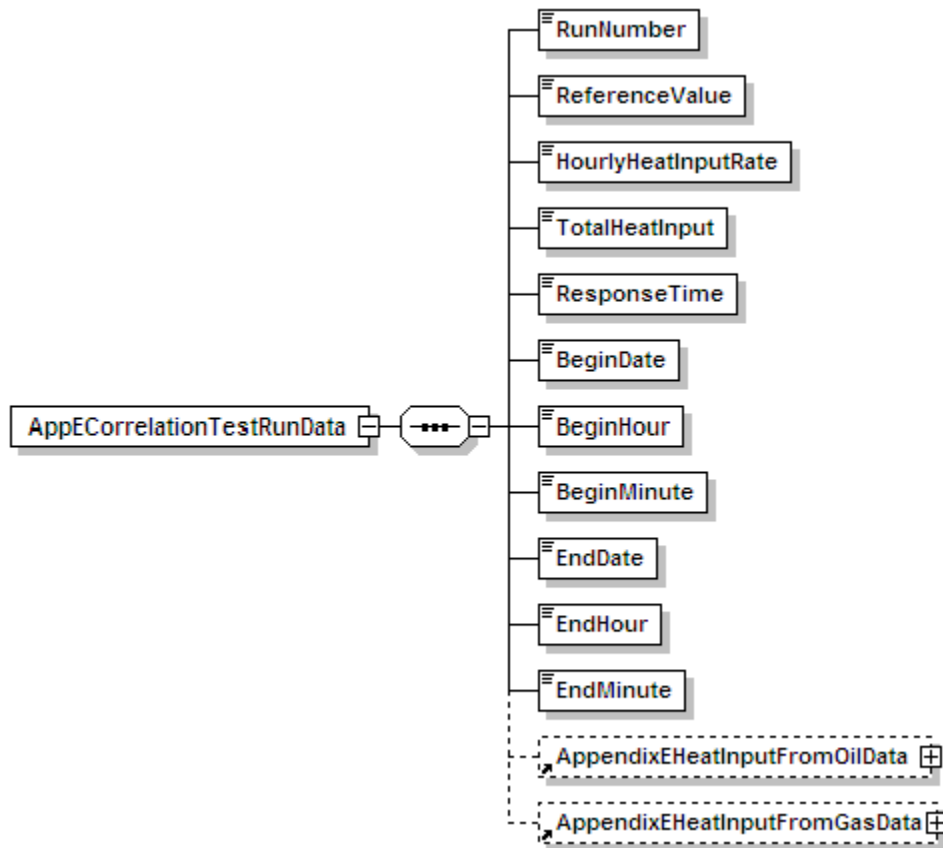 RunNumber
ReferenceValue
HourlyHeatInputRate
TotalHeatInput
ResponseTime
BeginDate
AppECorrelationTestRunData
BeginHour
BeginMinute
EndDate
EndHour
EndMinute
AppendixEHeatInputFromOilData
AppendixEHeatInputFromGasData